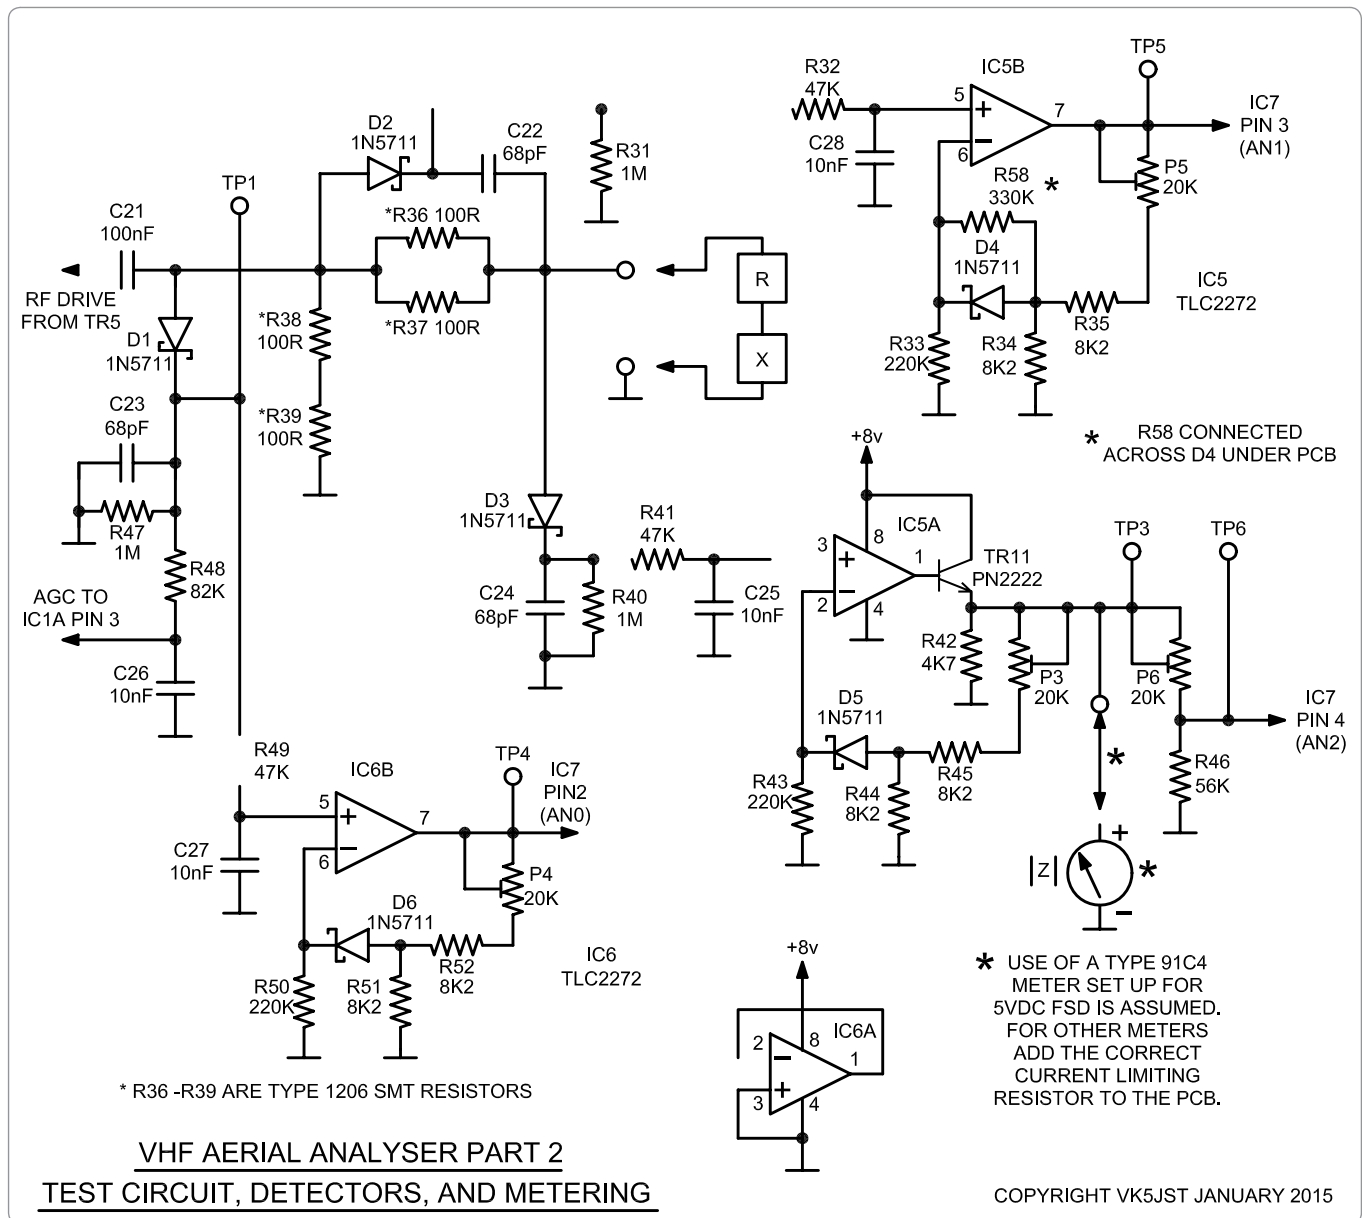 TP5
R32
47K
IC5B
5
+
6
−
7
IC7
PIN 3
(AN1)
C28
10nF
R58
330K
*
P5
20K
D4
1N5711
IC5
TLC2272
R33
220K
R34
8K2
R35
8K2
* R58 CONNECTED
ACROSS D4 UNDER PCB
D2
1N5711
C22
68pF
R31
1M
TP1
C21
100nF
*R36 100R
*R37 100R
RF DRIVE
FROM TR5
R
X
D1
1N5711
*R38
100R
*R39
100R
C23
68pF
R47
1M
R48
82K
AGC TO
IC1A PIN 3
C26
10nF
D3
1N5711
C24
68pF
R40
1M
R41
47K
C25
10nF
+8v
IC5A
3
+
2
−
8
1
4
TR11
PN2222
TP3
TP6
R42
4K7
P3
20K
P6
20K
IC7
PIN 4
(AN2)
D5
1N5711
R43
220K
R44
8K2
R45
8K2
*
R46
56K
|Z|
+
−
*
R49
47K
IC6B
5
+
6
−
7
TP4
IC7
PIN2
(AN0)
C27
10nF
P4
20K
D6
1N5711
R50
220K
R51
8K2
R52
8K2
IC6
TLC2272
+8v
IC6A
2
−
3
+
8
1
4
* USE OF A TYPE 91C4
METER SET UP FOR
5VDC FSD IS ASSUMED.
FOR OTHER METERS
ADD THE CORRECT
CURRENT LIMITING
RESISTOR TO THE PCB.
* R36 -R39 ARE TYPE 1206 SMT RESISTORS
VHF AERIAL ANALYSER PART 2
TEST CIRCUIT, DETECTORS, AND METERING
COPYRIGHT VK5JST JANUARY 2015